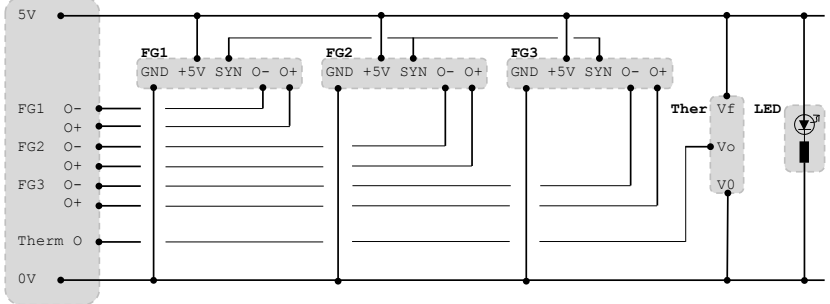 5V
FG1 FG2 FG3
GND +5V SYN O- O+ GND +5V SYN O- O+ GND +5V SYN O- O+
FG1 O- Ther Vf LED
O+
FG2 O- Vo
O+
FG3 O- V0
O+
Therm O
0V